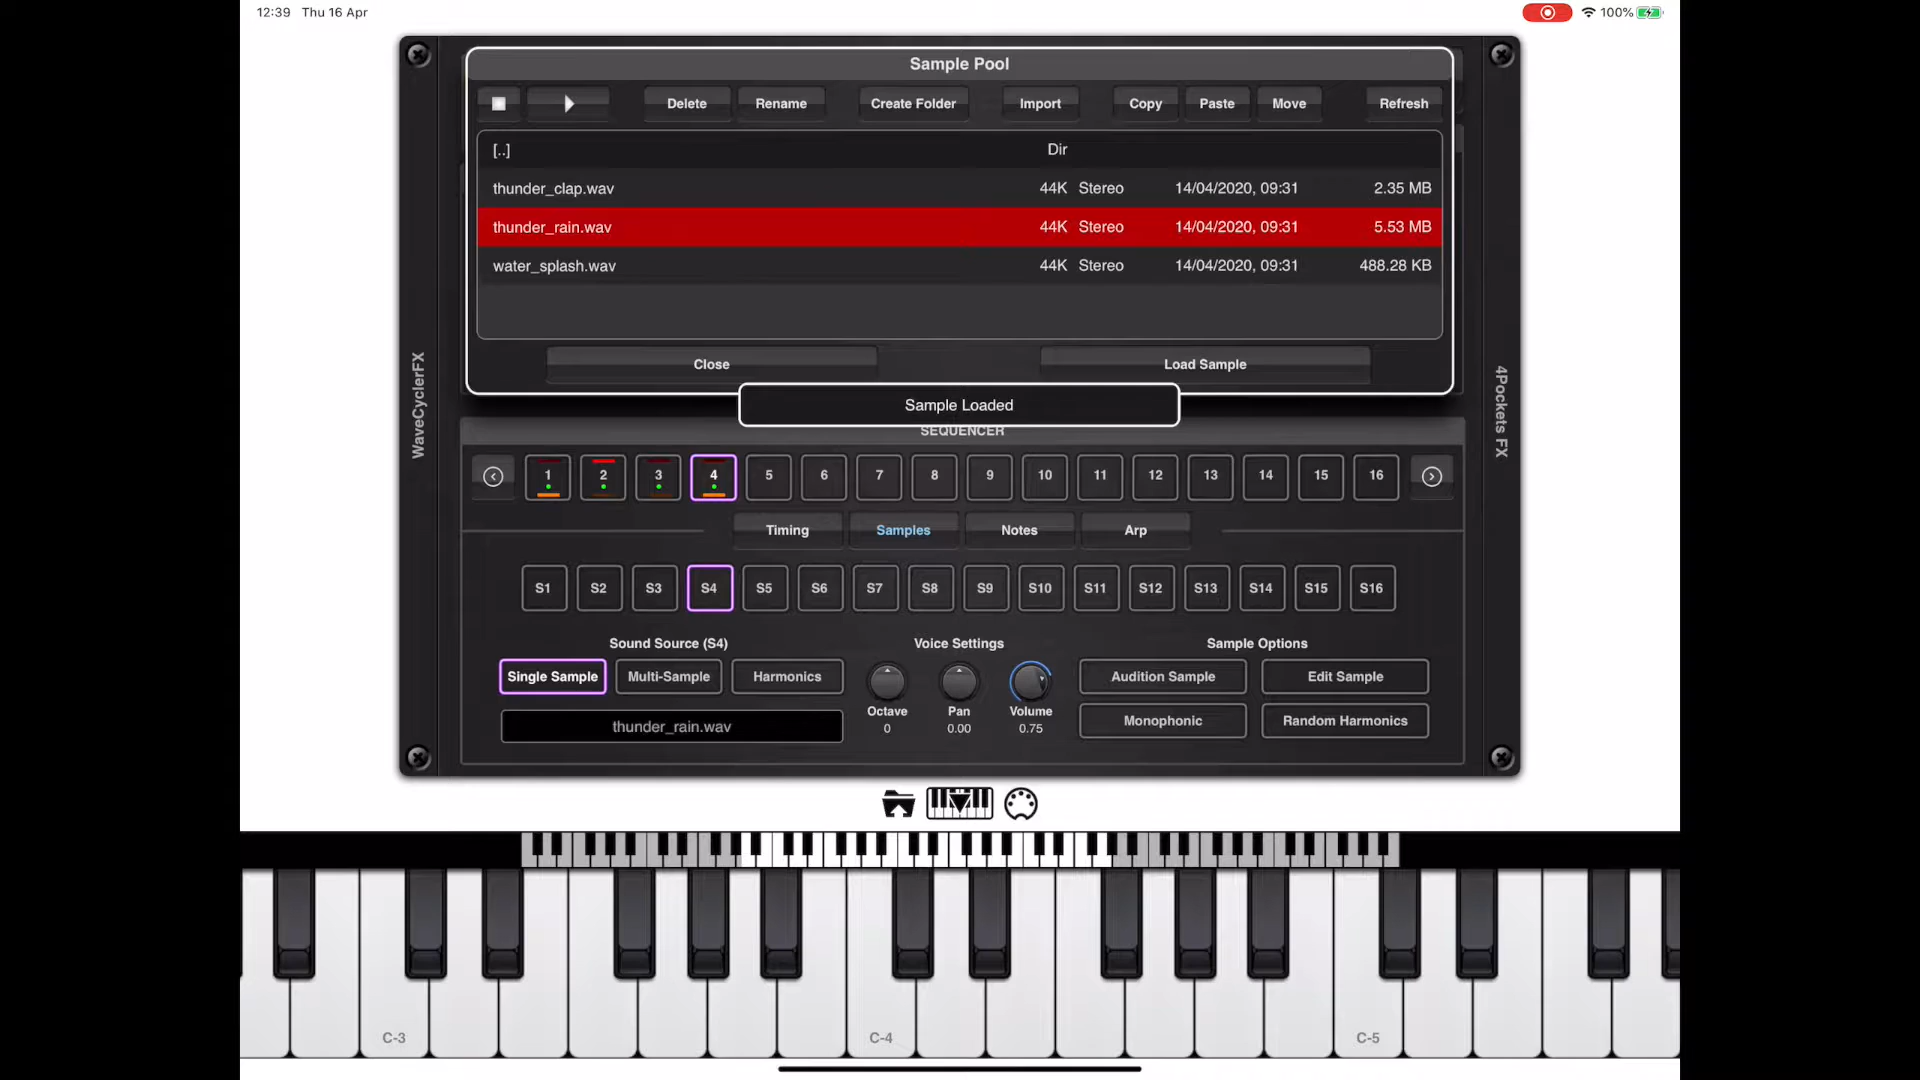 12:39 Thu 16 Apr
100%
Sample Pool
Delete Rename Create Folder Import Copy Paste Move Refresh
[..] Dir
thunder_clap.wav 44K Stereo 14/04/2020, 09:31 2.35 MB
thunder_rain.wav 44K Stereo 14/04/2020, 09:31 5.53 MB
water_splash.wav 44K Stereo 14/04/2020, 09:31 488.28 KB
Close Load Sample
WaveCyclerFX
4Pockets FX
Sample Loaded
SEQUENCER
1 2 3 4 5 6 7 8 9 10 11 12 13 14 15 16
Timing Samples Notes Arp
S1 S2 S3 S4 S5 S6 S7 S8 S9 S10 S11 S12 S13 S14 S15 S16
Sound Source (S4) Voice Settings Sample Options
Single Sample Multi-Sample Harmonics Audition Sample Edit Sample
Octave Pan Volume
0 0.00 0.75
thunder_rain.wav Monophonic Random Harmonics
C-3 C-4 C-5